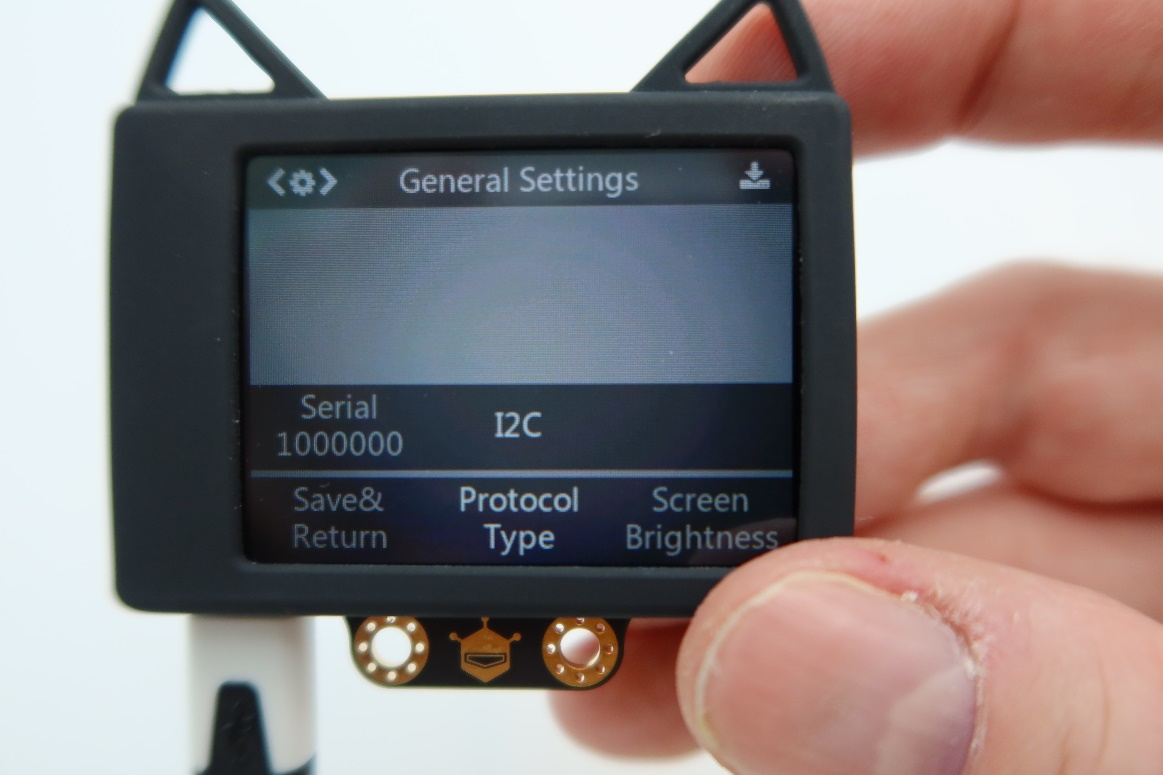 General Settings
Serial
1000000
I2C
Save&
Return
Protocol
Type
Screen
Brightness